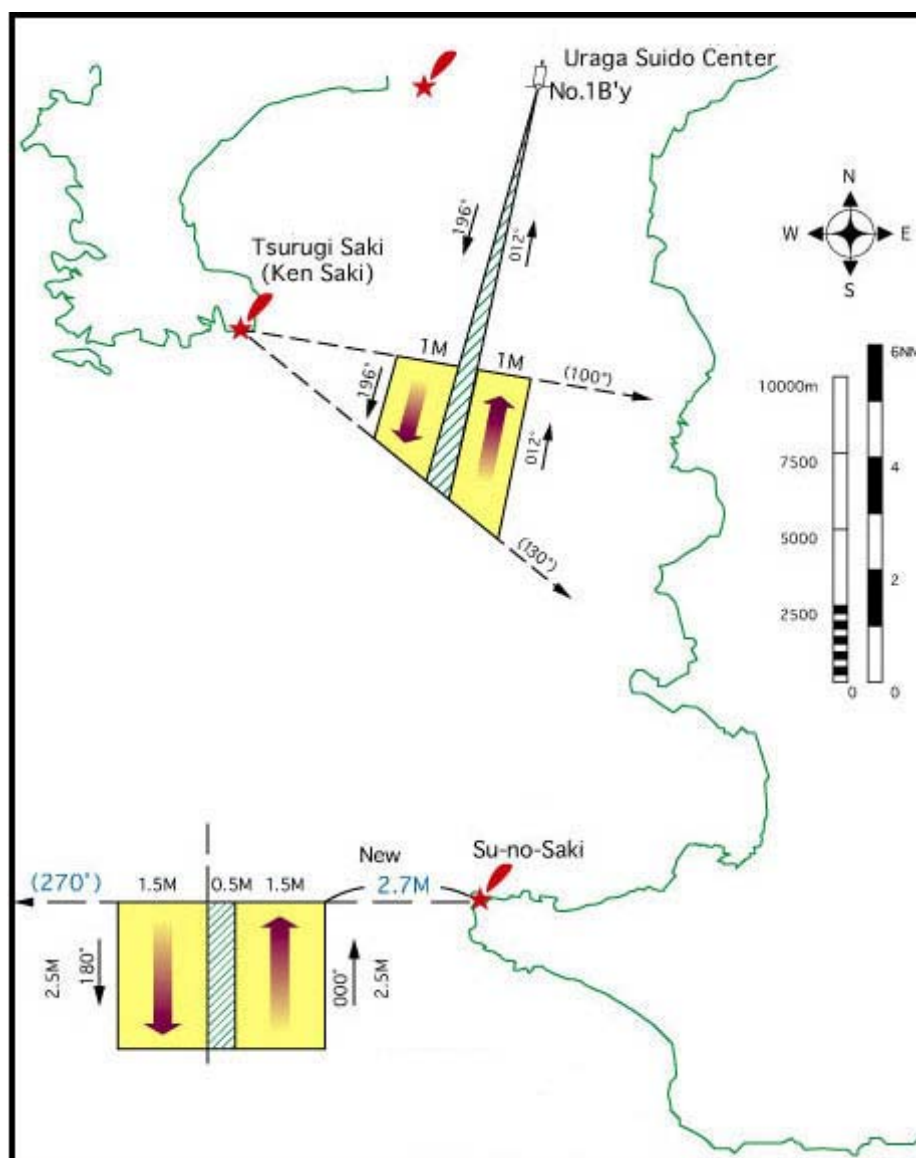 Uraga Suido Center
No.1B'y
196°
012°
N
W E
S
Tsurugi Saki
(Ken Saki)
1M 1M
(100°)
196°
012°
(130°)
10000m
7500
5000
2500
0
6NM
4
2
0
New
Su-no-Saki
(270°) 1.5M 0.5M 1.5M 2.7M
2.5M 180° 000° 2.5M